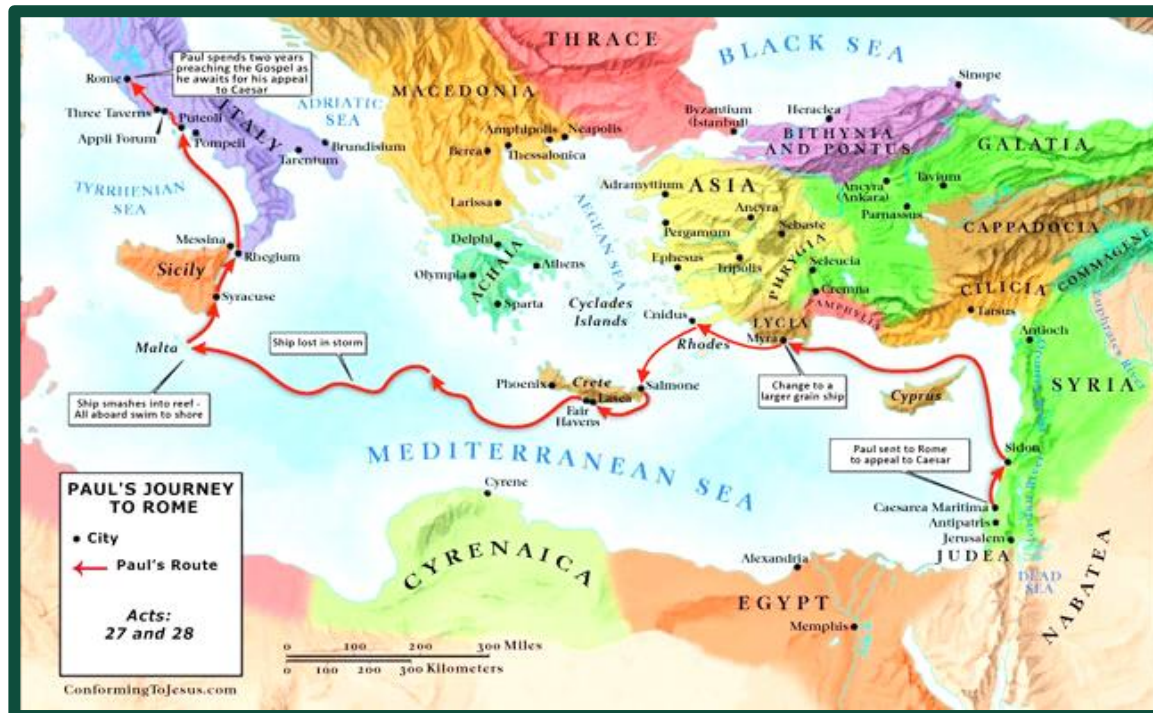 THRACE
BLACK SEA
Sinope
Paul spends two years
preaching the Gospel as
he awaits for his appeal
to Caesar
Rome
ITALY
ADRIATIC
SEA
MACEDONIA
Byzantium
(Istanbul)
Heraclea
BITHYNIA
AND PONTUS
GALATIA
Three Taverns
Appii Forum
Puteoli
Pompeii
Tarentum
Brundisium
Amphipolis
Neapolis
Berea
Thessalonica
TYRRHENIAN
SEA
Larissa
AEGEAN SEA
Adramyttium
ASIA
Ancyra
Pergamum
Sebaste
Ancyra
(Ankara)
Tavium
Parnassus
CAPPADOCIA
COMMAGENE
Messina
Rhegium
Sicily
Syracuse
Delphi
ACHAIA
Olympia
Athens
Sparta
Cyclades
Islands
Ephesus
Tripolis
PHRYGIA
Seleucia
Cremna
PAMPHYLIA
CILICIA
Tarsus
Euphrates River
Antioch
Cnidus
LYCIA
Myra
Rhodes
Malta
Ship lost in storm
Ship smashes into reef -
All aboard swim to shore
Phoenix
Crete
Lasea
Fair
Havens
Salmone
Change to a
larger grain ship
Cyprus
SYRIA
Paul sent to Rome
to appeal to Caesar
Sidon
MEDITERRANEAN SEA
Caesarea Maritima
Antipatris
Jerusalem
JUDEA
DEAD
SEA
NABATEA
Cyrene
CYRENAICA
Alexandria
EGYPT
Memphis
PAUL'S JOURNEY
TO ROME
City
Paul's Route
Acts:
27 and 28
0 100 200 300 Miles
0 100 200 300 Kilometers
ConformingToJesus.com